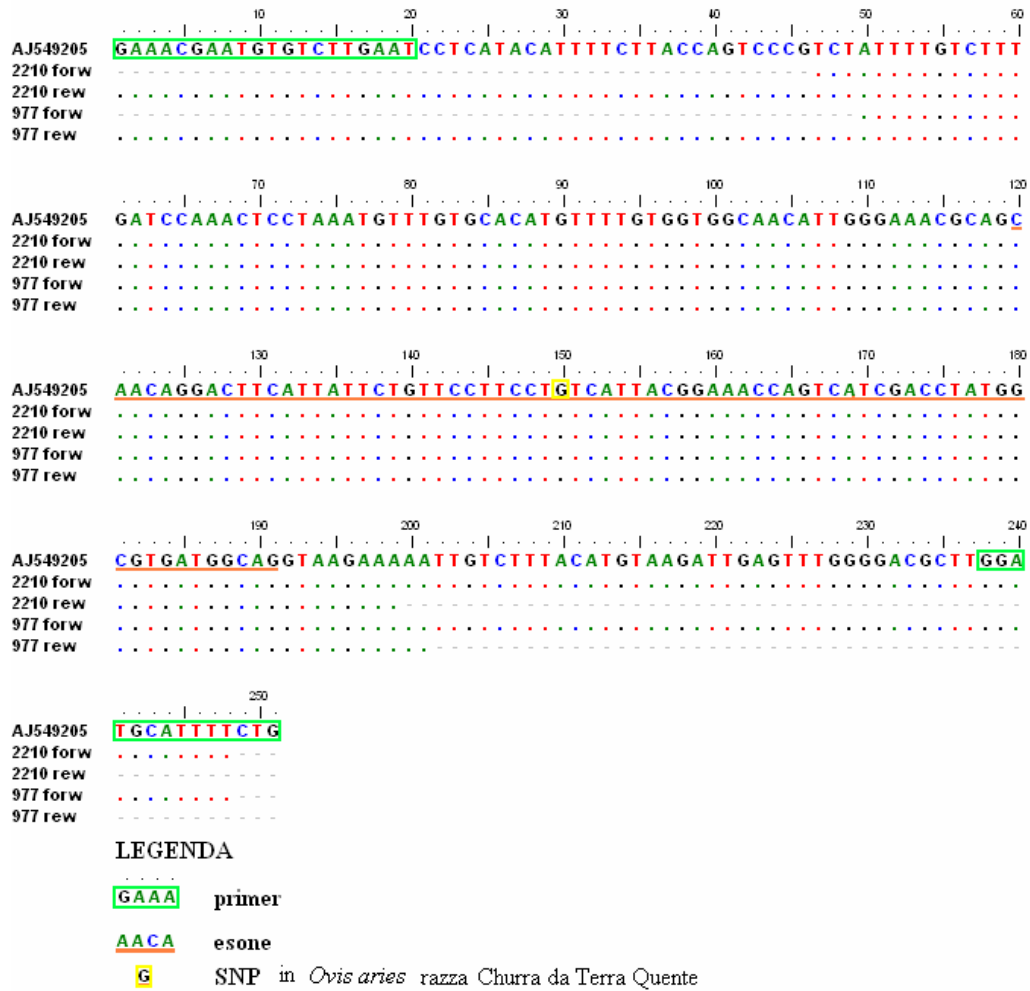 10 20 30 40 50 60
AJ549205 GAAACGAATGTGTCTTGAATCCTCATACATTTTCTTACCAGTCCCGTCTATTTTGTCTTT
2210 forw
2210 rew
977 forw
977 rew
70 80 90 100 110 120
AJ549205 GATCCAAACTCCTAAATGTTTGTGCACATGTTTTGTGGTGGCAACATTGGGAAACGCAGC
2210 forw
2210 rew
977 forw
977 rew
130 140 150 160 170 180
AJ549205 AACAGGACTTCATTATTCTGTTCCTTCCTGTCATTACGGAAACCAGTCATCGACCTATGG
2210 forw
2210 rew
977 forw
977 rew
190 200 210 220 230 240
AJ549205 CGTGATGGCAGGTAAGAAAAATTGTCTTTACATGTAAGATTGAGTTTGGGGACGCTTGGA
2210 forw
2210 rew
977 forw
977 rew
250
AJ549205 TGCATTTTCTG
2210 forw
2210 rew
977 forw
977 rew
LEGENDA
GAAA primer
AACA esone
G SNP in Ovis aries razza Churra da Terra Quente